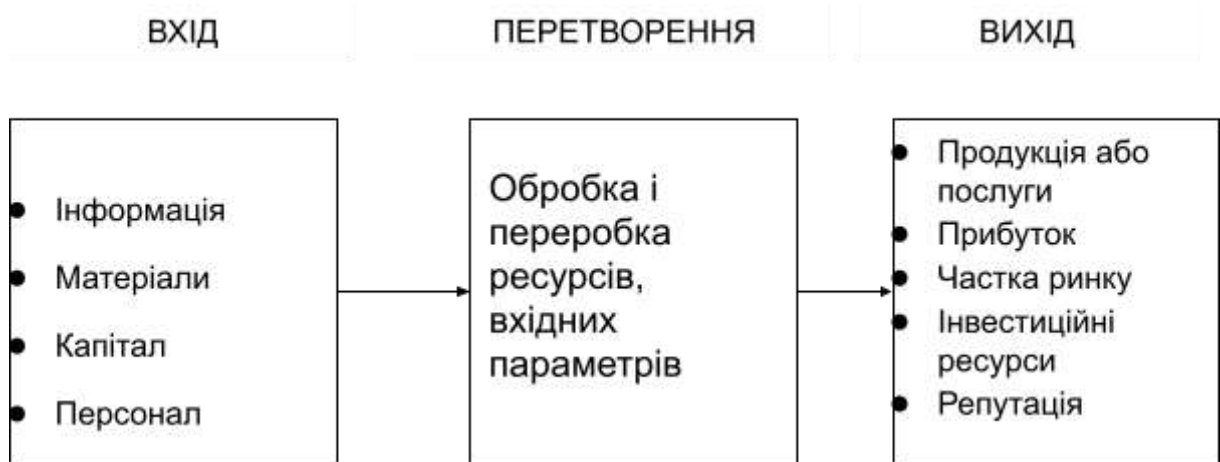 ВХІД
ПЕРЕТВОРЕННЯ
ВИХІД
• Інформація
• Матеріали
• Капітал
• Персонал
Обробка і
переробка
ресурсів,
вхідних
параметрів
• Продукція або
послуги
• Прибуток
• Частка ринку
• Інвестиційні
ресурси
• Репутація